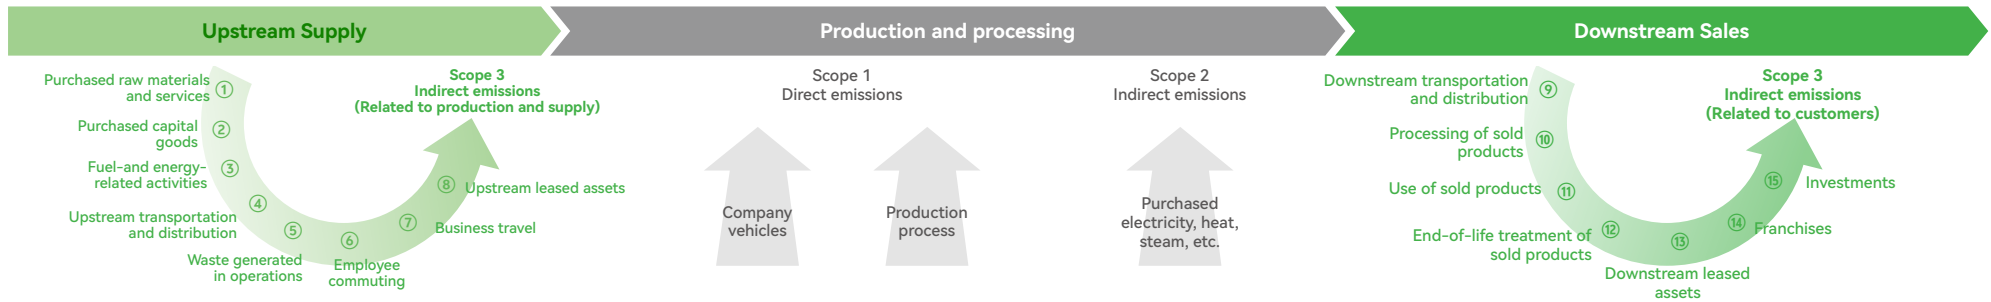 Upstream Supply
Production and processing
Downstream Sales
Purchased raw materials
and services
①
Purchased capital
goods
②
Fuel-and energy-
related activities
③
Upstream transportation
and distribution
④
Waste generated
in operations
⑤
Employee
commuting
⑥
Business travel
⑦
Upstream leased assets
⑧
Scope 3
Indirect emissions
(Related to production and supply)
Scope 1
Direct emissions
Company
vehicles
Production
process
Scope 2
Indirect emissions
Purchased
electricity, heat,
steam, etc.
Downstream transportation
and distribution
⑨
Processing of sold
products
⑩
Use of sold products
⑪
End-of-life treatment of
sold products
⑫
Downstream leased
assets
⑬
Franchises
⑭
Investments
⑮
Scope 3
Indirect emissions
(Related to customers)